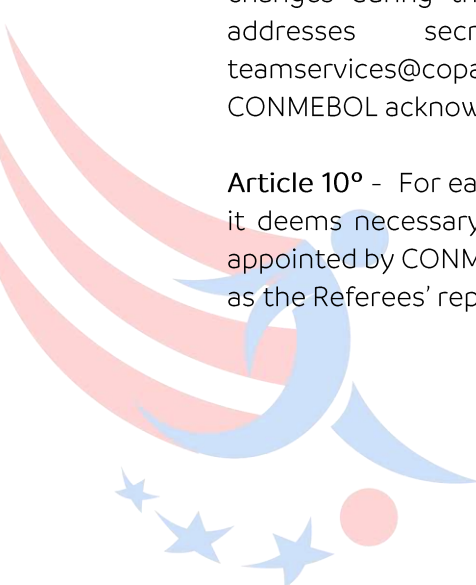 changes during th
addresses secr
teamservices@copa
CONMEBOL acknow
Article 10º - For ea
it deems necessary
appointed by CONM
as the Referees’ rep